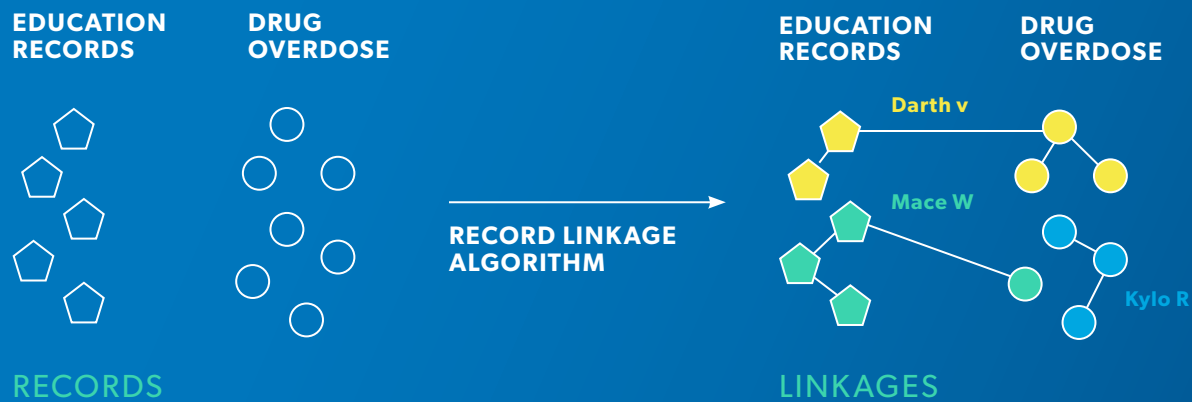 EDUCATION
RECORDS
DRUG
OVERDOSE
RECORD LINKAGE
ALGORITHM
EDUCATION
RECORDS
DRUG
OVERDOSE
Darth v
Mace W
Kylo R
RECORDS
LINKAGES